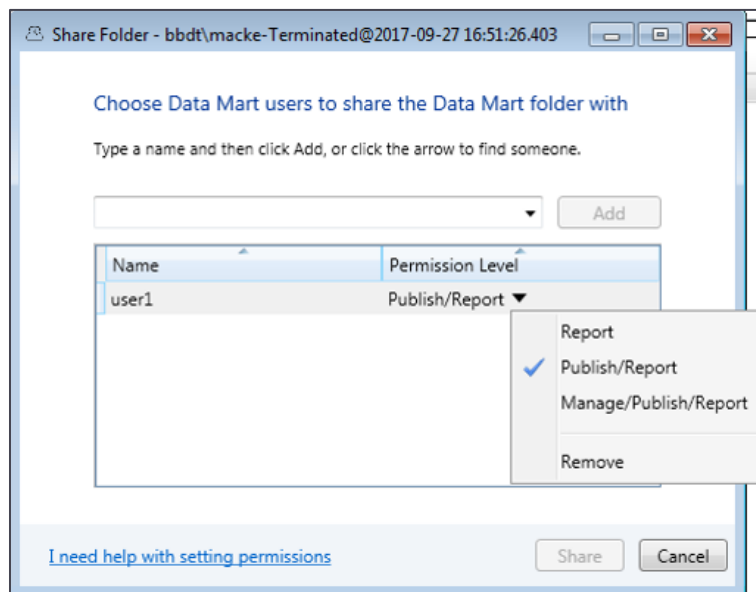 Share Folder - bbdt\macke-Terminated@2017-09-27 16:51:26.403
Choose Data Mart users to share the Data Mart folder with
Type a name and then click Add, or click the arrow to find someone.
Add
Name Permission Level
user1 Publish/Report
Report
Publish/Report
Manage/Publish/Report
Remove
I need help with setting permissions Share Cancel